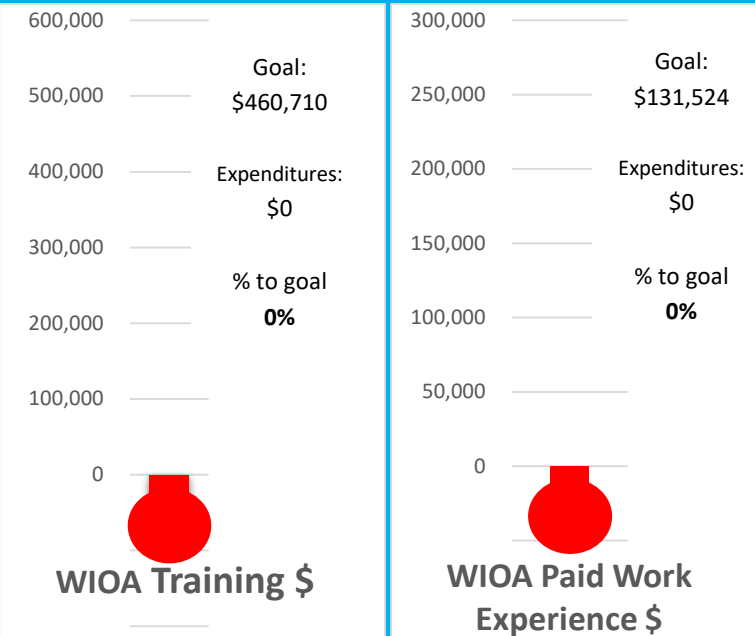 600,000
500,000
400,000
300,000
200,000
100,000
0
Goal:
$460,710
Expenditures:
$0
% to goal
0%
WIOA Training $
300,000
250,000
200,000
150,000
100,000
50,000
0
Goal:
$131,524
Expenditures:
$0
% to goal
0%
WIOA Paid Work
Experience $